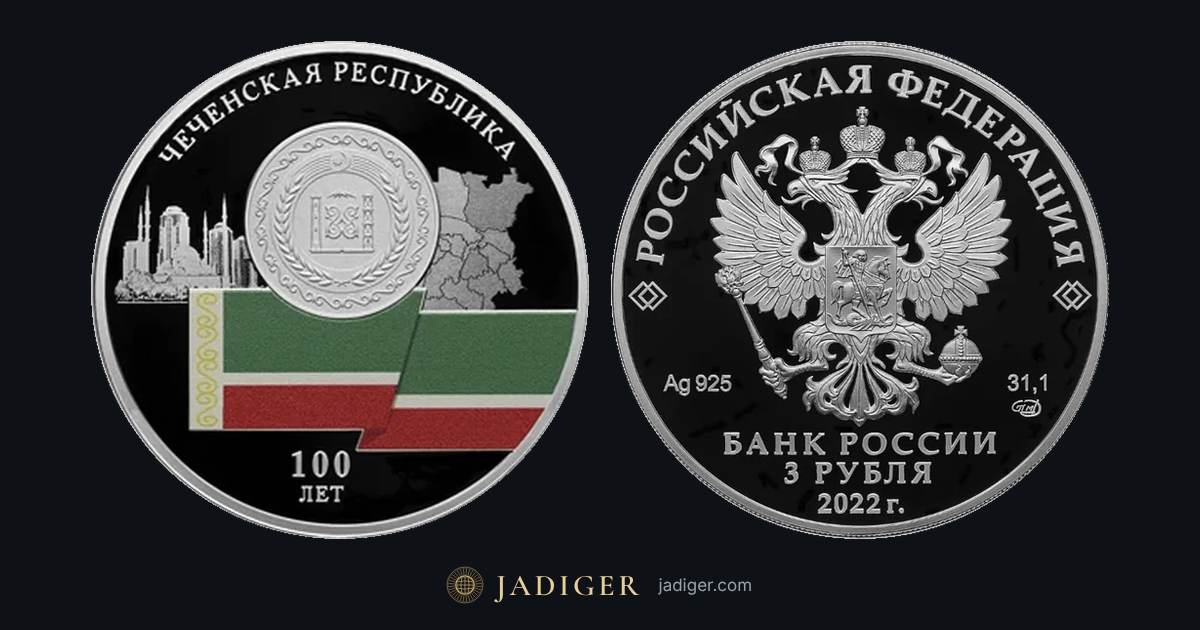 ЧЕЧЕНСКАЯ РЕСПУБЛИКА
100
ЛЕТ
РОССИЙСКАЯ ФЕДЕРАЦИЯ
Ag 925
31,1
БАНК РОССИИ
3 РУБЛЯ
2022 г.
JADIGER
jadiger.com